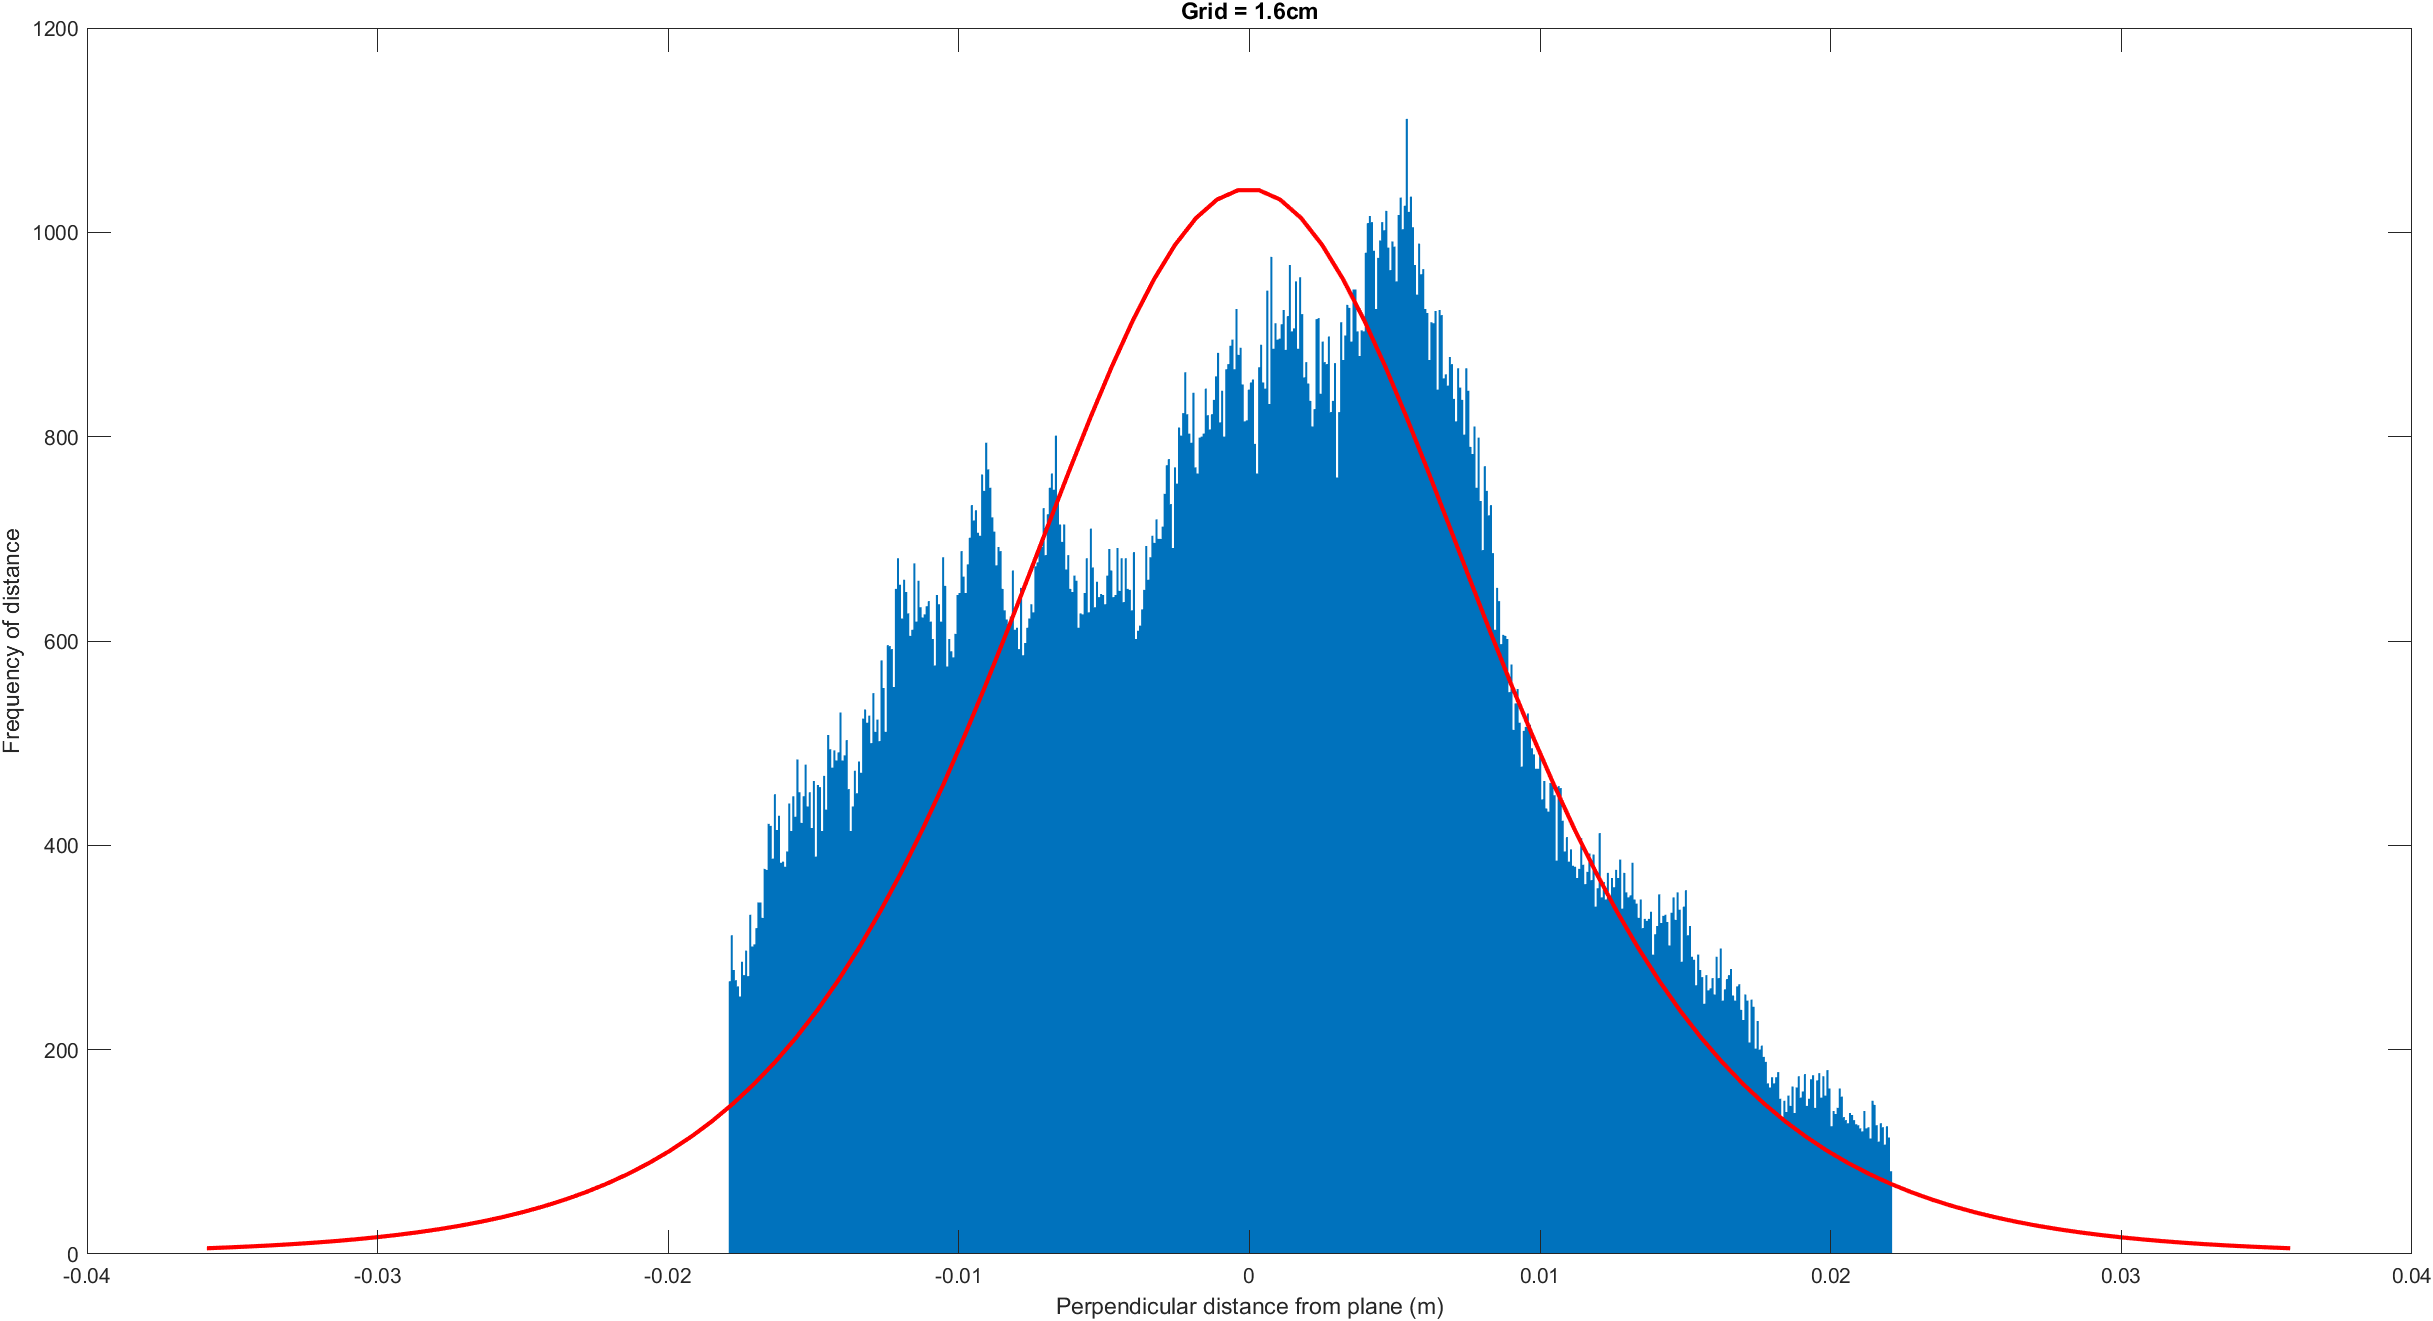 Grid = 1.6cm
1200
1000
800
600
400
200
0
Frequency of distance
-0.04 -0.03 -0.02 -0.01 0 0.01 0.02 0.03 0.04
Perpendicular distance from plane (m)